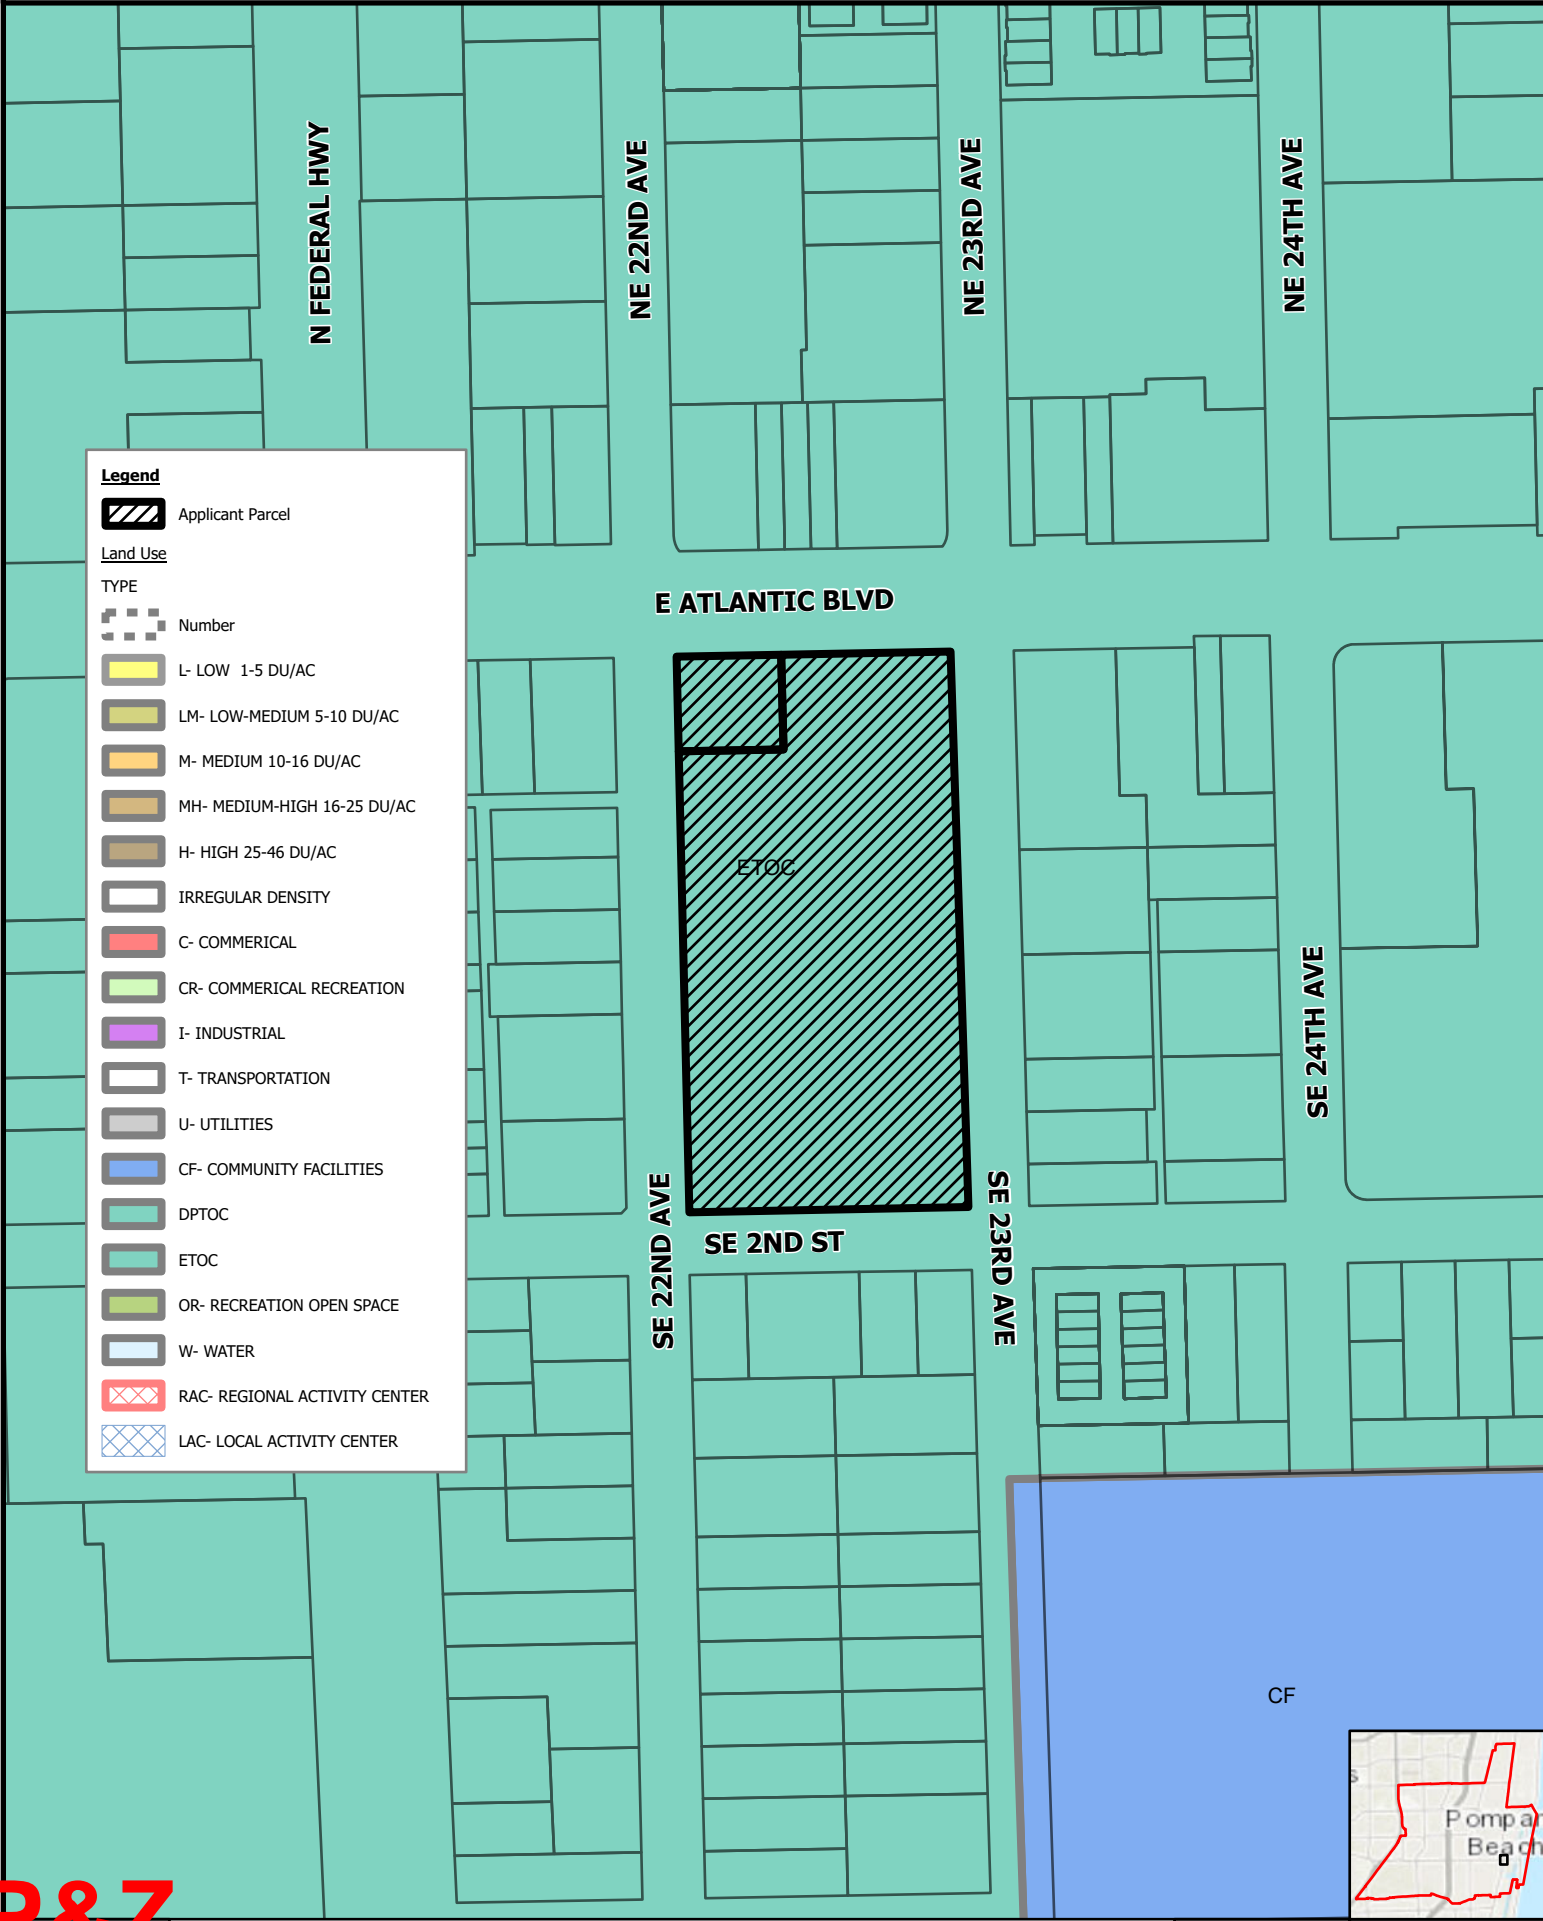 N FEDERAL HWY
NE 22ND AVE
NE 23RD AVE
NE 24TH AVE
Legend
Applicant Parcel
Land Use
TYPE
Number
L- LOW  1-5 DU/AC
LM- LOW-MEDIUM 5-10 DU/AC
M- MEDIUM 10-16 DU/AC
MH- MEDIUM-HIGH 16-25 DU/AC
H- HIGH 25-46 DU/AC
IRREGULAR DENSITY
C- COMMERICAL
CR- COMMERICAL RECREATION
I- INDUSTRIAL
T- TRANSPORTATION
U- UTILITIES
CF- COMMUNITY FACILITIES
DPTOC
ETOC
OR- RECREATION OPEN SPACE
W- WATER
RAC- REGIONAL ACTIVITY CENTER
LAC- LOCAL ACTIVITY CENTER
E ATLANTIC BLVD
ETOC
SE 24TH AVE
SE 22ND AVE
SE 2ND ST
SE 23RD AVE
CF
Beach